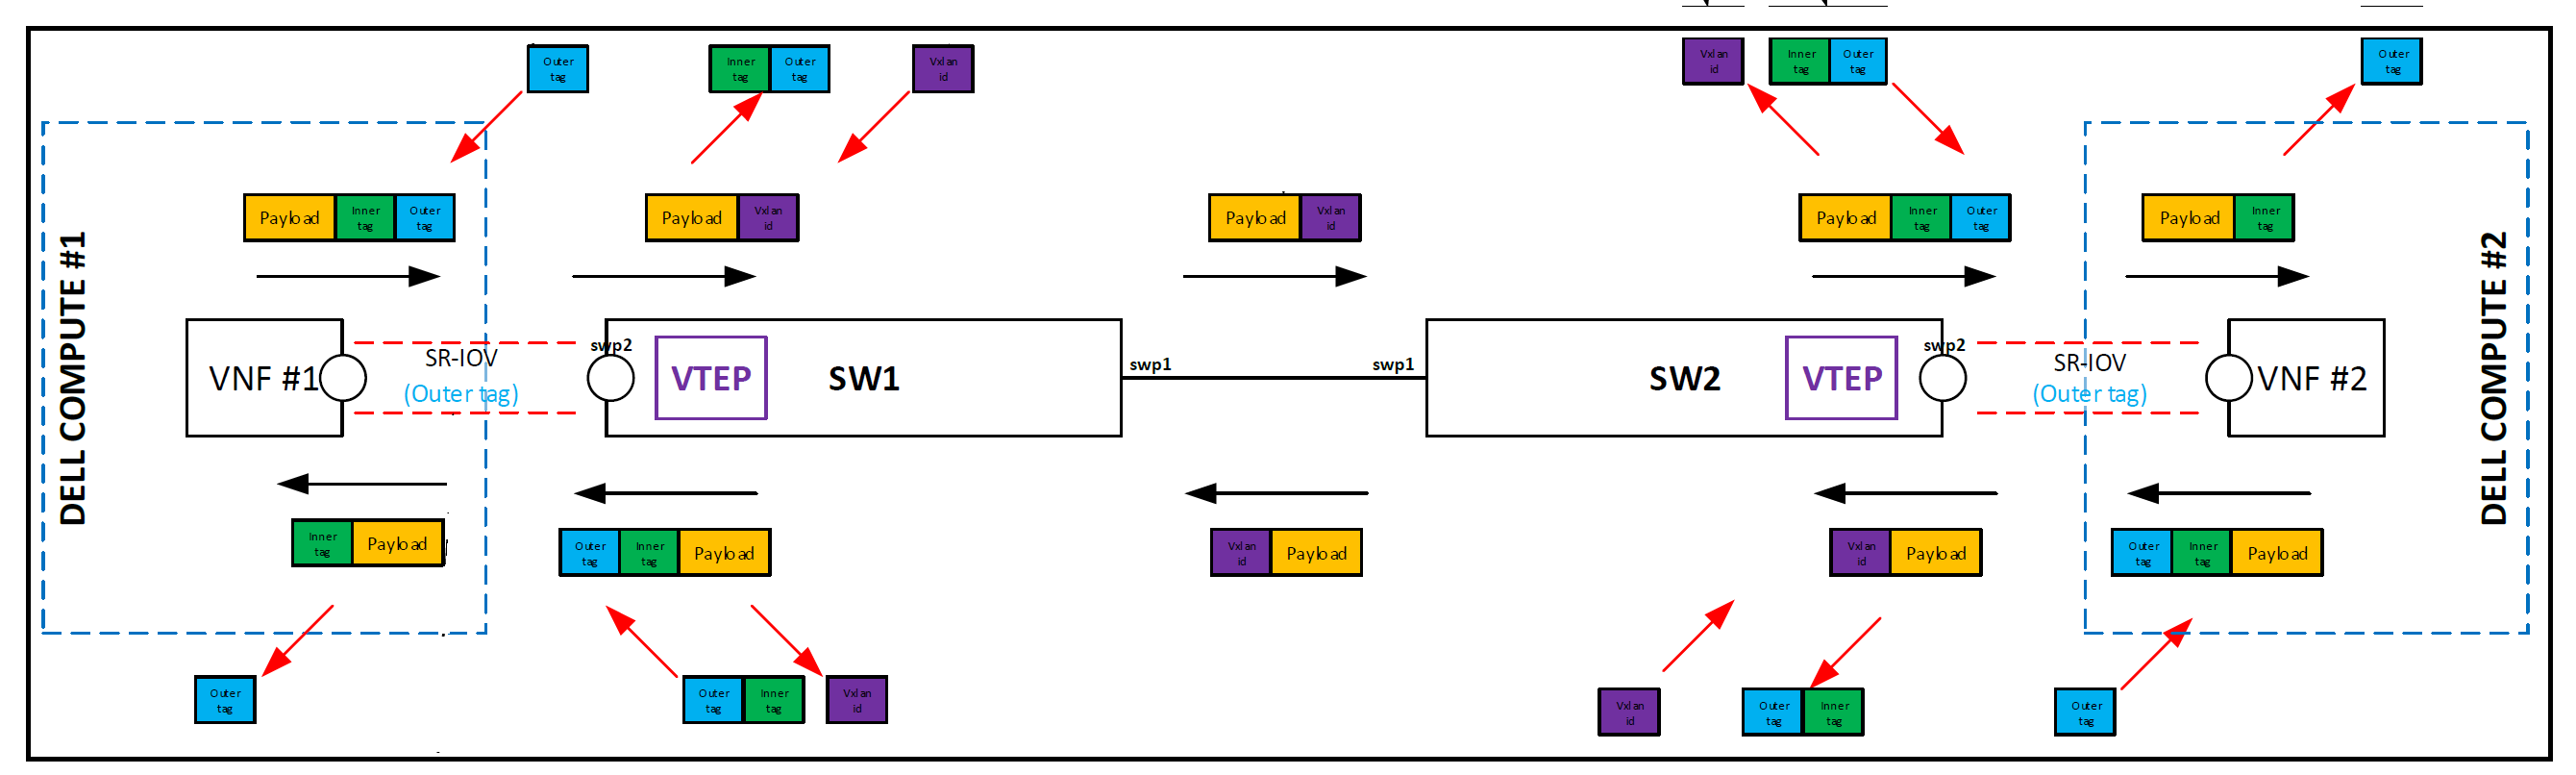 Outer
tag
Inner
tag
Outer
tag
Vxlan
id
Vxlan
id
Inner
tag
Outer
tag
Outer
tag
Payload
Inner
tag
Outer
tag
Payload
Vxlan
id
Payload
Vxlan
id
Payload
Inner
tag
Outer
tag
Payload
Inner
tag
DELL COMPUTE #1
VNF #1
SR-IOV
(Outer tag)
swp2
VTEP
SW1
swp1
swp1
SW2
VTEP
swp2
SR-IOV
(Outer tag)
VNF #2
DELL COMPUTE #2
Inner
tag
Payload
Outer
tag
Inner
tag
Payload
Vxlan
id
Payload
Vxlan
id
Payload
Outer
tag
Inner
tag
Payload
Outer
tag
Outer
tag
Inner
tag
Vxlan
id
Vxlan
id
Outer
tag
Inner
tag
Outer
tag